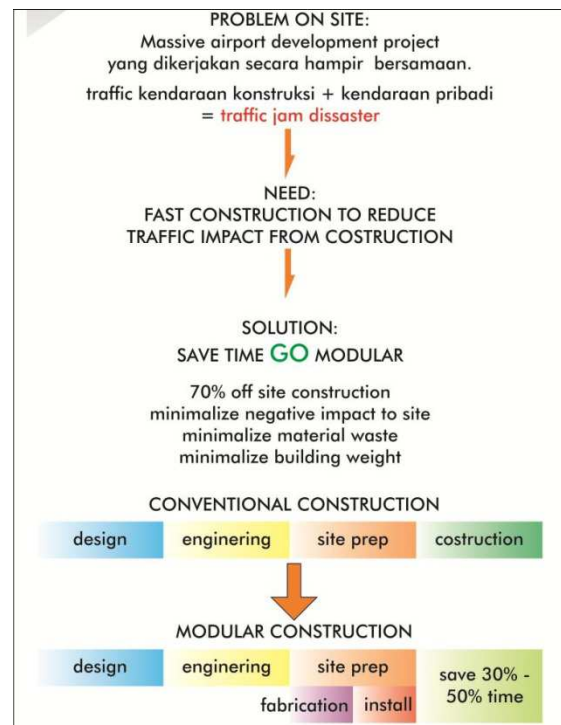 PROBLEM ON SITE:
Massive airport development project
yang dikerjakan secara hampir bersamaan.
traffic kendaraan konstruksi + kendaraan pribadi
= traffic jam dissaster
NEED:
FAST CONSTRUCTION TO REDUCE
TRAFFIC IMPACT FROM COSTRUCTION
SOLUTION:
SAVE TIME GO MODULAR
70% off site construction
minimalize negative impact to site
minimalize material waste
minimalize building weight
CONVENTIONAL CONSTRUCTION
design enginering site prep costruction
MODULAR CONSTRUCTION
design enginering site prep save 30% -
50% time
fabrication install